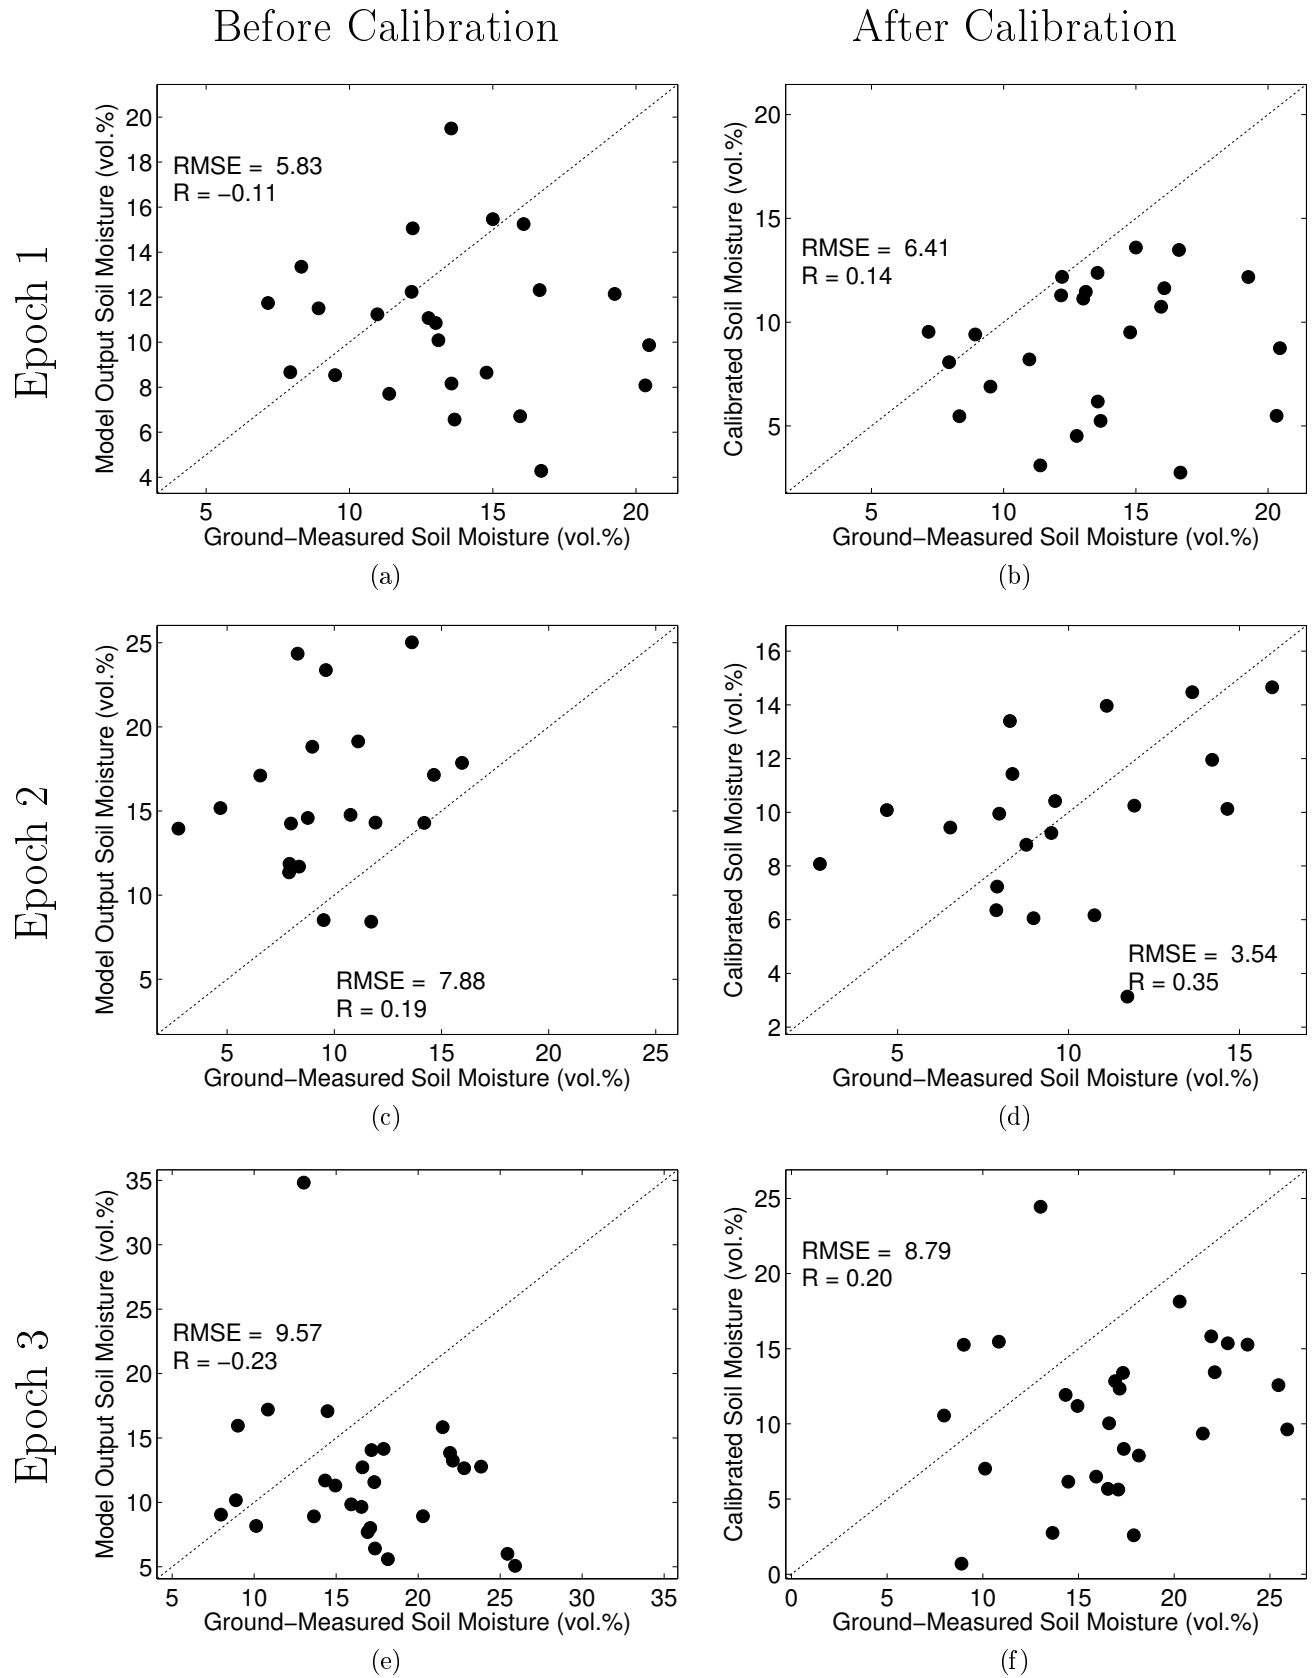 Before Calibration
After Calibration
Epoch 1
Model Output Soil Moisture (vol.%)
20
18
16
14
12
10
8
6
4
RMSE = 5.83
R = −0.11
5 10 15 20
Ground−Measured Soil Moisture (vol.%)
(a)
Calibrated Soil Moisture (vol.%)
20
15
10
5
RMSE = 6.41
R = 0.14
5 10 15 20
Ground−Measured Soil Moisture (vol.%)
(b)
Epoch 2
Model Output Soil Moisture (vol.%)
25
20
15
10
5
RMSE = 7.88
R = 0.19
5 10 15 20 25
Ground−Measured Soil Moisture (vol.%)
(c)
Calibrated Soil Moisture (vol.%)
16
14
12
10
8
6
4
2
RMSE = 3.54
R = 0.35
5 10 15
Ground−Measured Soil Moisture (vol.%)
(d)
Epoch 3
Model Output Soil Moisture (vol.%)
35
30
25
20
15
10
5
RMSE = 9.57
R = −0.23
5 10 15 20 25 30 35
Ground−Measured Soil Moisture (vol.%)
(e)
Calibrated Soil Moisture (vol.%)
25
20
15
10
5
0
RMSE = 8.79
R = 0.20
0 5 10 15 20 25
Ground−Measured Soil Moisture (vol.%)
(f)